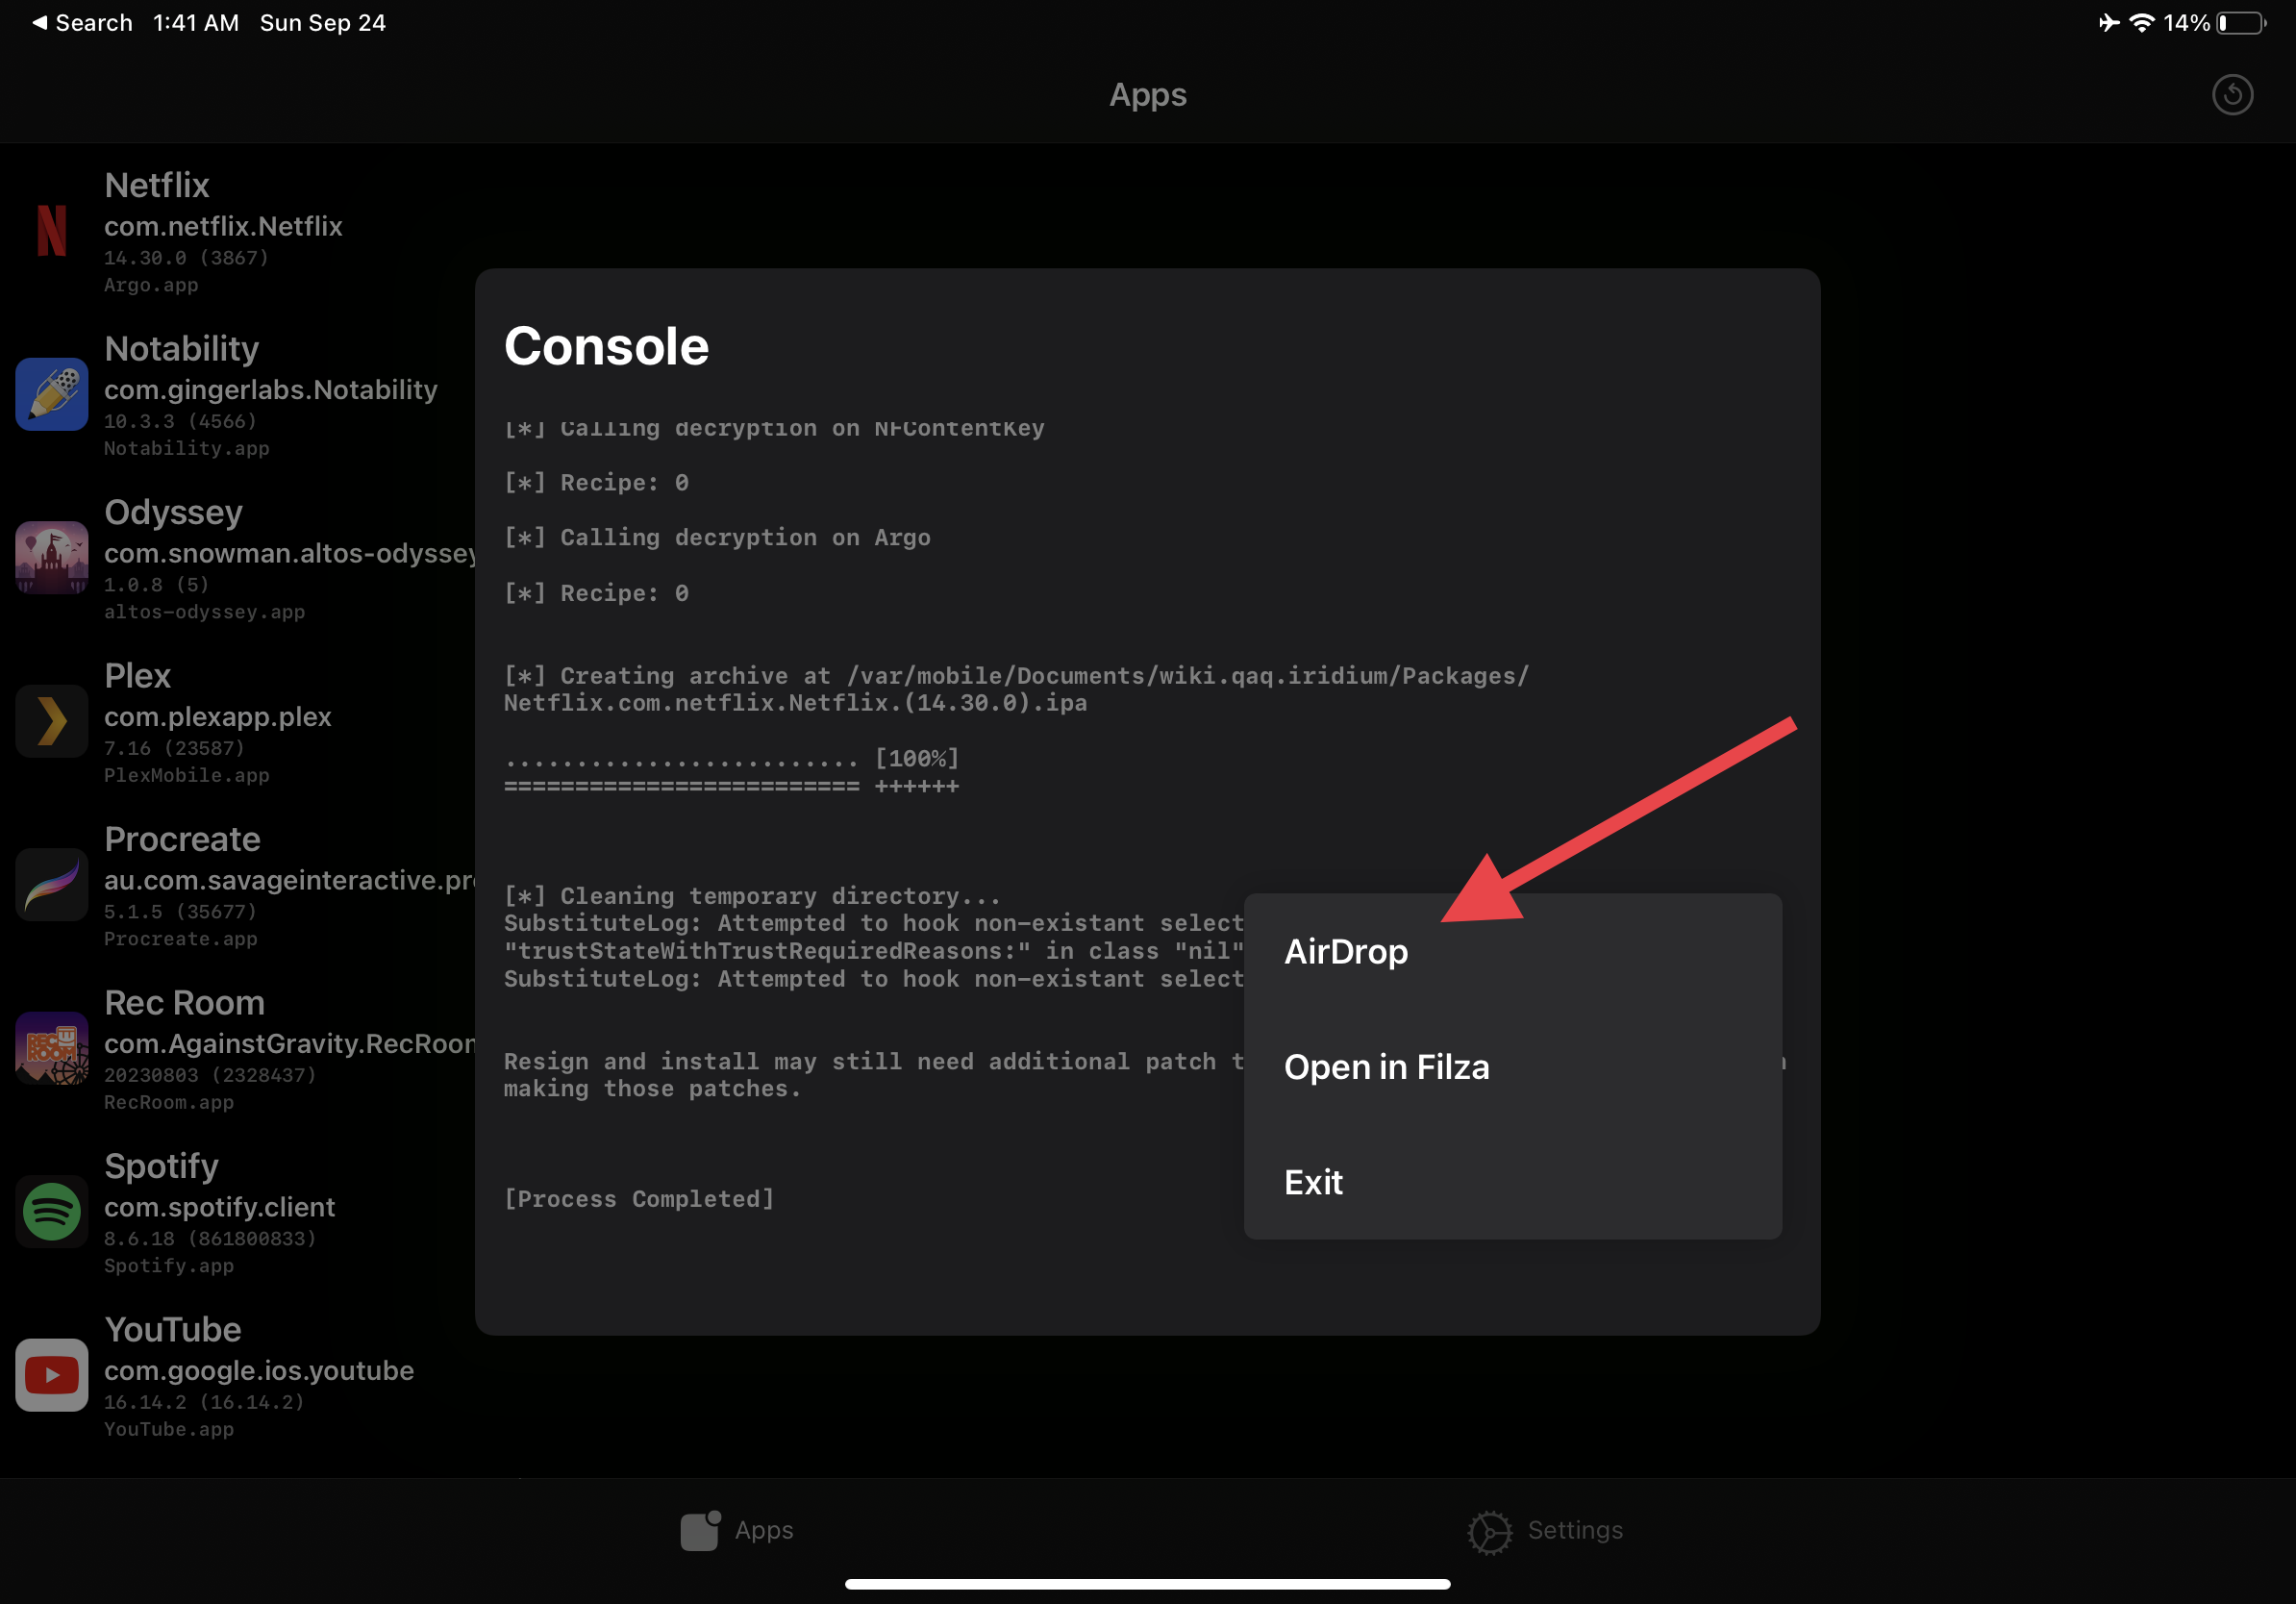 Search 1:41 AM Sun Sep 24
14%
Apps
Netflix
com.netflix.Netflix
14.30.0 (3867)
Argo.app
Notability
com.gingerlabs.Notability
10.3.3 (4566)
Notability.app
Odyssey
com.snowman.altos-odyssey
1.0.8 (5)
altos-odyssey.app
Plex
com.plexapp.plex
7.16 (23587)
PlexMobile.app
Procreate
au.com.savageinteractive.pro
5.1.5 (35677)
Procreate.app
REC ROOM
Rec Room
com.AgainstGravity.RecRoom
20230803 (2328437)
RecRoom.app
Spotify
com.spotify.client
8.6.18 (861800833)
Spotify.app
YouTube
com.google.ios.youtube
16.14.2 (16.14.2)
YouTube.app
Console
[*] Calling decryption on NFContentKey
[*] Recipe: 0
[*] Calling decryption on Argo
[*] Recipe: 0
[*] Creating archive at /var/mobile/Documents/wiki.qaq.iridium/Packages/
Netflix.com.netflix.Netflix.(14.30.0).ipa
......................... [100%]
========================= ++++++
[*] Cleaning temporary directory...
SubstituteLog: Attempted to hook non-existant select
"trustStateWithTrustRequiredReasons:" in class "nil"
SubstituteLog: Attempted to hook non-existant select
Resign and install may still need additional patch t
making those patches.
[Process Completed]
AirDrop
Open in Filza
Exit
Apps
Settings